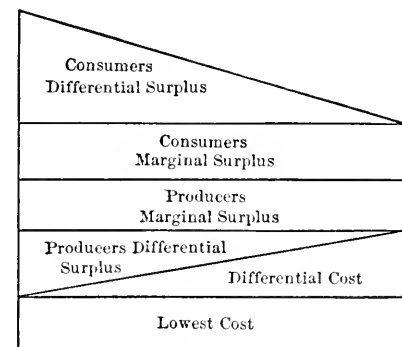 Consumers
Differential Surplus
Consumers
Marginal Surplus
Producers
Marginal Surplus
Producers Differential
Surplus
Differential Cost
Lowest Cost